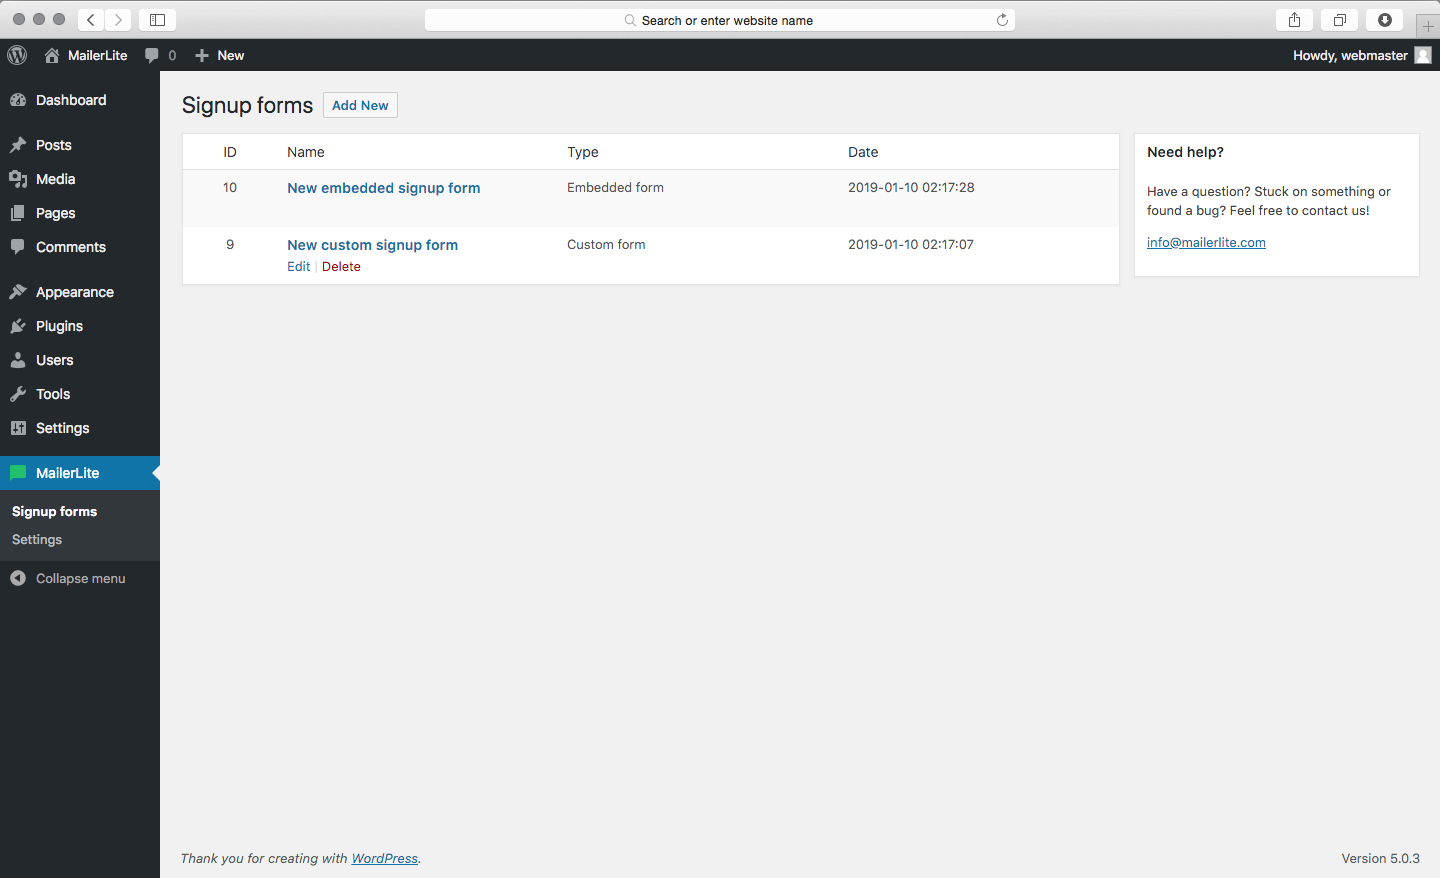 Search or enter website name
MailerLite 0 New Howdy, webmaster
Dashboard
Posts
Media
Pages
Comments
Appearance
Plugins
Users
Tools
Settings
MailerLite
Signup forms
Settings
Collapse menu
Signup forms Add New
ID Name Type Date
10 New embedded signup form Embedded form 2019-01-10 02:17:28
9 New custom signup form Custom form 2019-01-10 02:17:07
Edit | Delete
Need help?
Have a question? Stuck on something or
found a bug? Feel free to contact us!
info@mailerlite.com
Thank you for creating with WordPress. Version 5.0.3